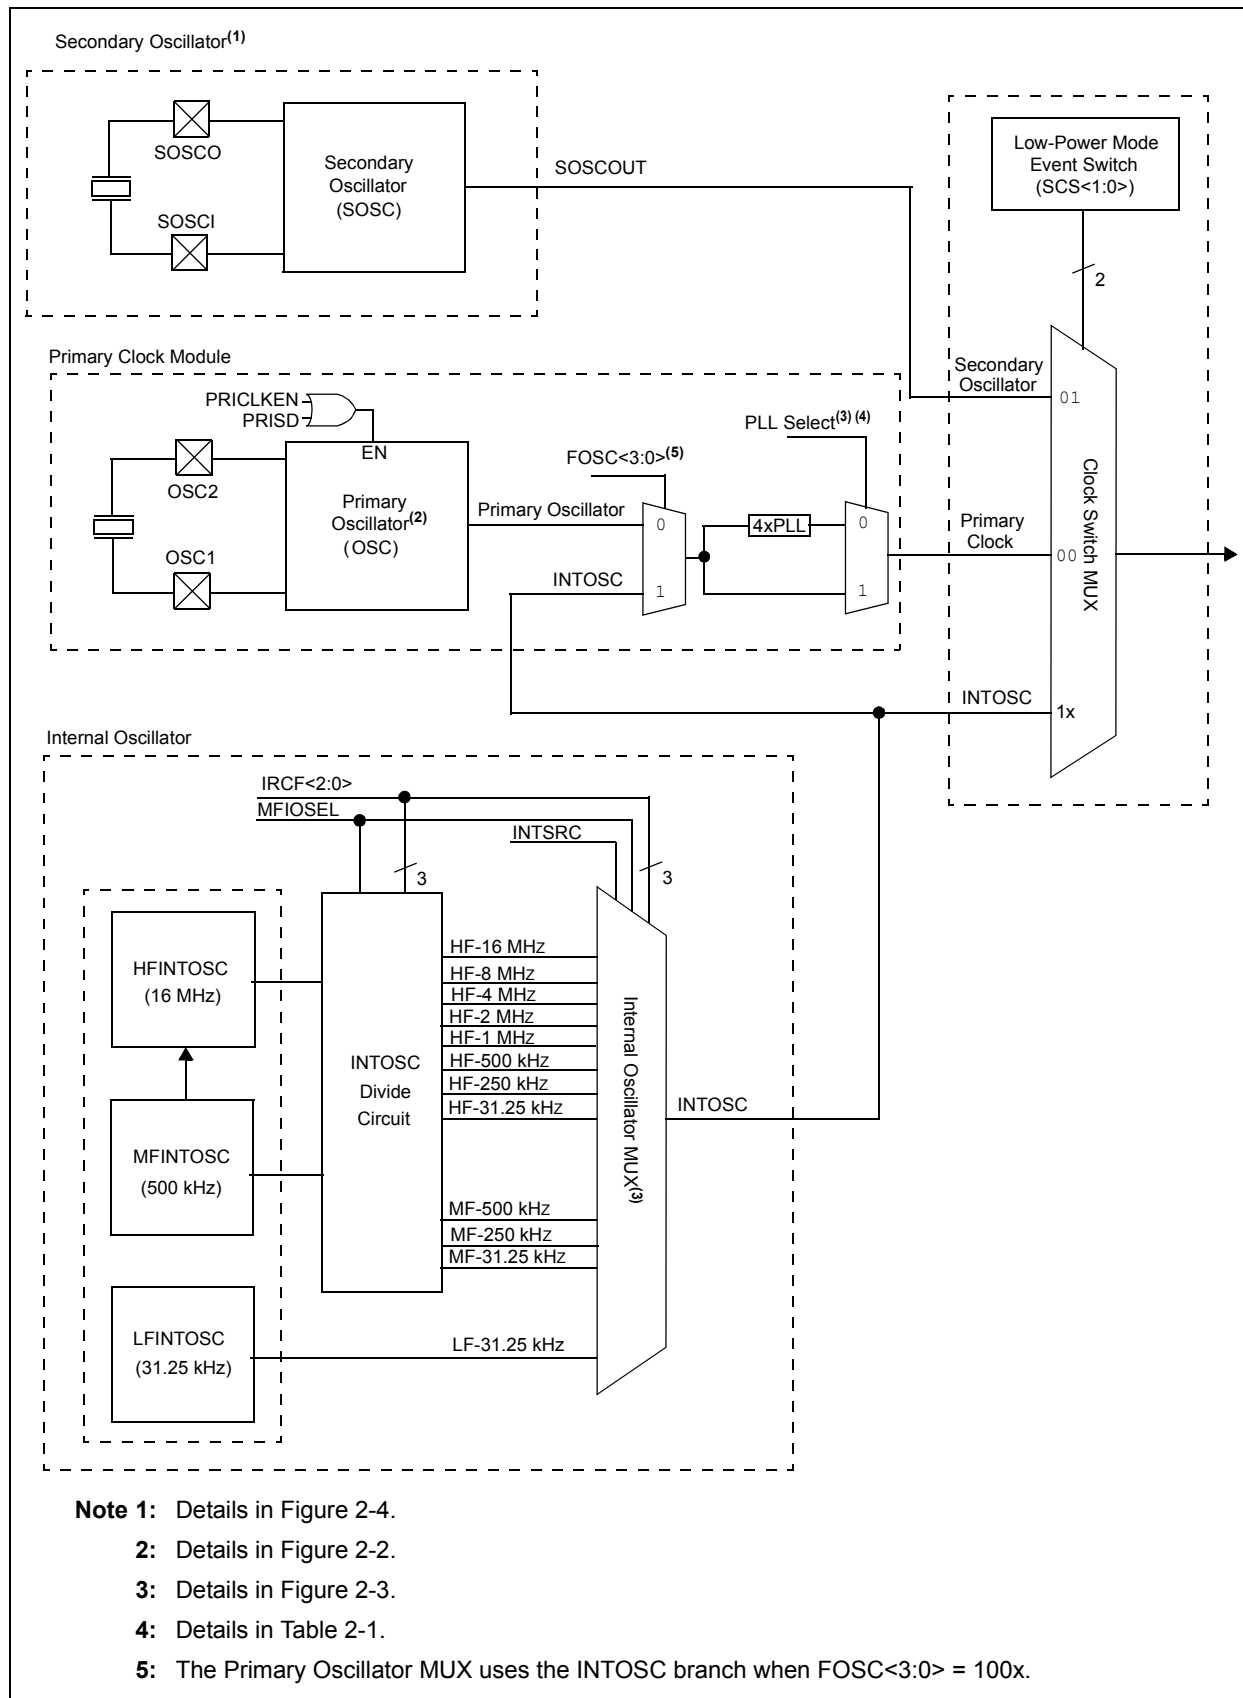 Secondary Oscillator(1)
SOSCO
SOSCI
Secondary
Oscillator
(SOSC)
SOSCOUT
Low-Power Mode
Event Switch
(SCS<1:0>)
2
Primary Clock Module
PRICLKEN
PRISD
EN
OSC2
OSC1
Primary
Oscillator(2)
(OSC)
Primary Oscillator
INTOSC
FOSC<3:0>(5)
0
1
4xPLL
PLL Select(3) (4)
0
1
Secondary
Oscillator
01
Primary
Clock
00
INTOSC
1x
Clock Switch MUX
Internal Oscillator
IRCF<2:0>
MFIOSEL
INTSRC
3
3
HFINTOSC
(16 MHz)
MFINTOSC
(500 kHz)
LFINTOSC
(31.25 kHz)
INTOSC
Divide
Circuit
HF-16 MHz
HF-8 MHz
HF-4 MHz
HF-2 MHz
HF-1 MHz
HF-500 kHz
HF-250 kHz
HF-31.25 kHz
MF-500 kHz
MF-250 kHz
MF-31.25 kHz
LF-31.25 kHz
Internal Oscillator MUX(3)
INTOSC
Note 1: Details in Figure 2-4.
2: Details in Figure 2-2.
3: Details in Figure 2-3.
4: Details in Table 2-1.
5: The Primary Oscillator MUX uses the INTOSC branch when FOSC<3:0> = 100x.